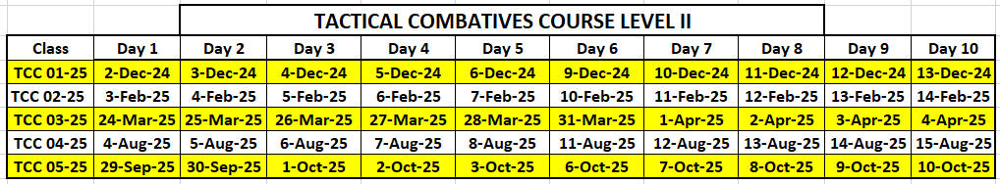 TACTICAL COMBATIVES COURSE LEVEL II
Class Day 1 Day 2 Day 3 Day 4 Day 5 Day 6 Day 7 Day 8 Day 9 Day 10
TCC 01-25 2-Dec-24 3-Dec-24 4-Dec-24 5-Dec-24 6-Dec-24 9-Dec-24 10-Dec-24 11-Dec-24 12-Dec-24 13-Dec-24
TCC 02-25 3-Feb-25 4-Feb-25 5-Feb-25 6-Feb-25 7-Feb-25 10-Feb-25 11-Feb-25 12-Feb-25 13-Feb-25 14-Feb-25
TCC 03-25 24-Mar-25 25-Mar-25 26-Mar-25 27-Mar-25 28-Mar-25 31-Mar-25 1-Apr-25 2-Apr-25 3-Apr-25 4-Apr-25
TCC 04-25 4-Aug-25 5-Aug-25 6-Aug-25 7-Aug-25 8-Aug-25 11-Aug-25 12-Aug-25 13-Aug-25 14-Aug-25 15-Aug-25
TCC 05-25 29-Sep-25 30-Sep-25 1-Oct-25 2-Oct-25 3-Oct-25 6-Oct-25 7-Oct-25 8-Oct-25 9-Oct-25 10-Oct-25